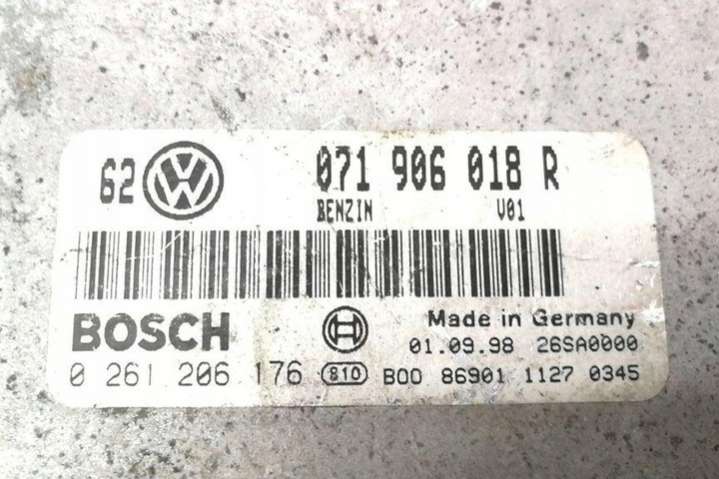 62 VW 071 906 018 R
BENZIN V01
BOSCH Made in Germany
01.09.98 26SA0000
0 261 206 176 810 B00 86901 1127 0345